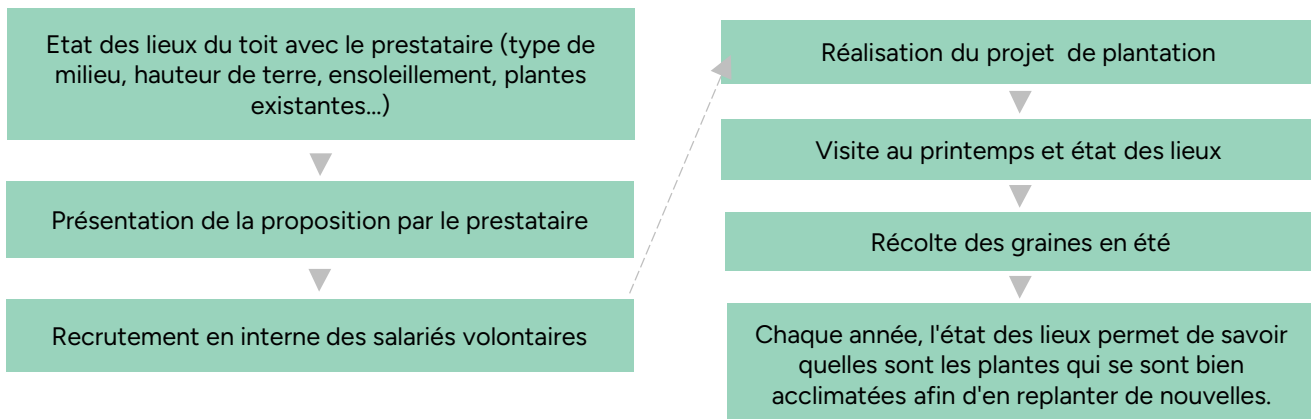 Etat des lieux du toit avec le prestataire (type de
milieu, hauteur de terre, ensoleillement, plantes
existantes…)
Présentation de la proposition par le prestataire
Recrutement en interne des salariés volontaires
Réalisation du projet de plantation
Visite au printemps et état des lieux
Récolte des graines en été
Chaque année, l'état des lieux permet de savoir
quelles sont les plantes qui se sont bien
acclimatées afin d'en replanter de nouvelles.